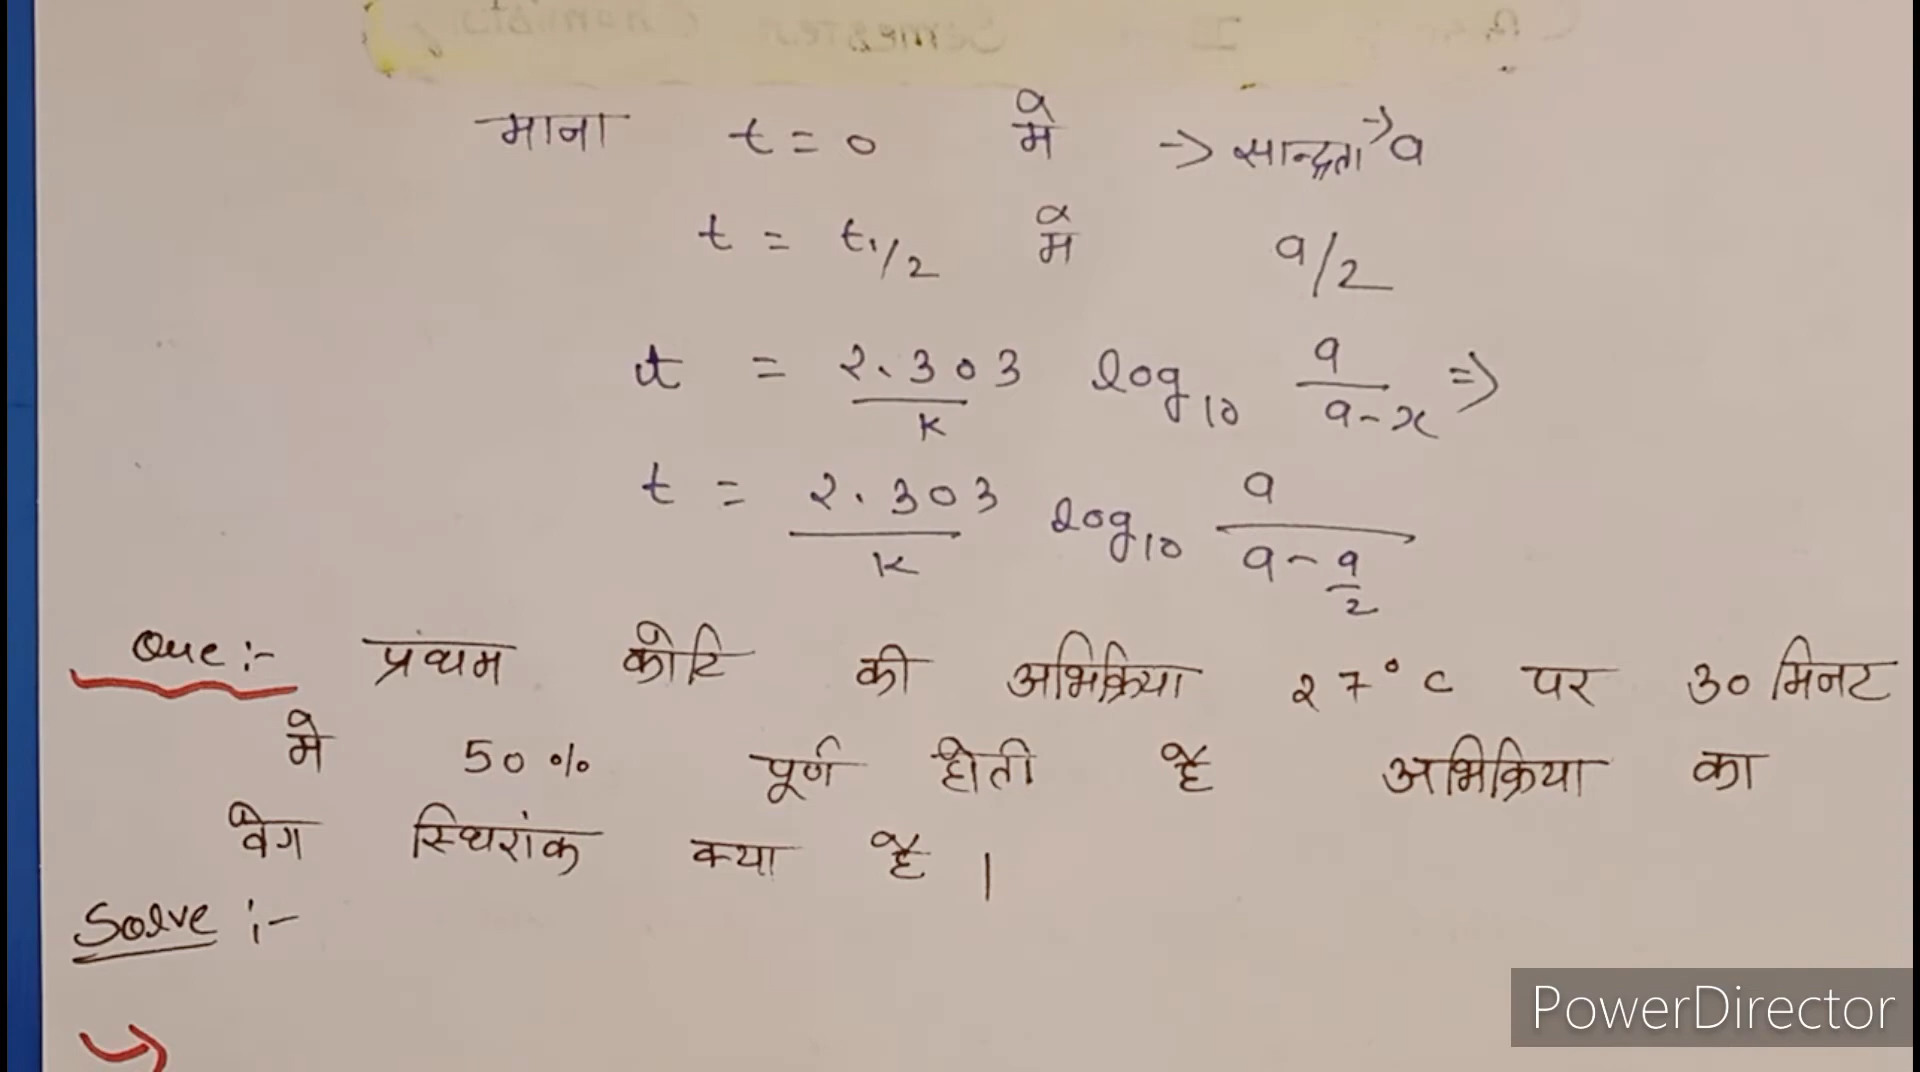 माना t = 0 मे -> सान्द्रता -> a
t = t1/2 मे a/2
t = 2.303/K log10 a/a-x =>
t = 2.303/K log10 a/a-a/2
Que :- प्रथम कोटि की अभिक्रिया 27°C पर 30 मिनट
मे 50% पूर्ण होती है अभिक्रिया का
वेग स्थिरांक क्या है ।
Solve :-
PowerDirector